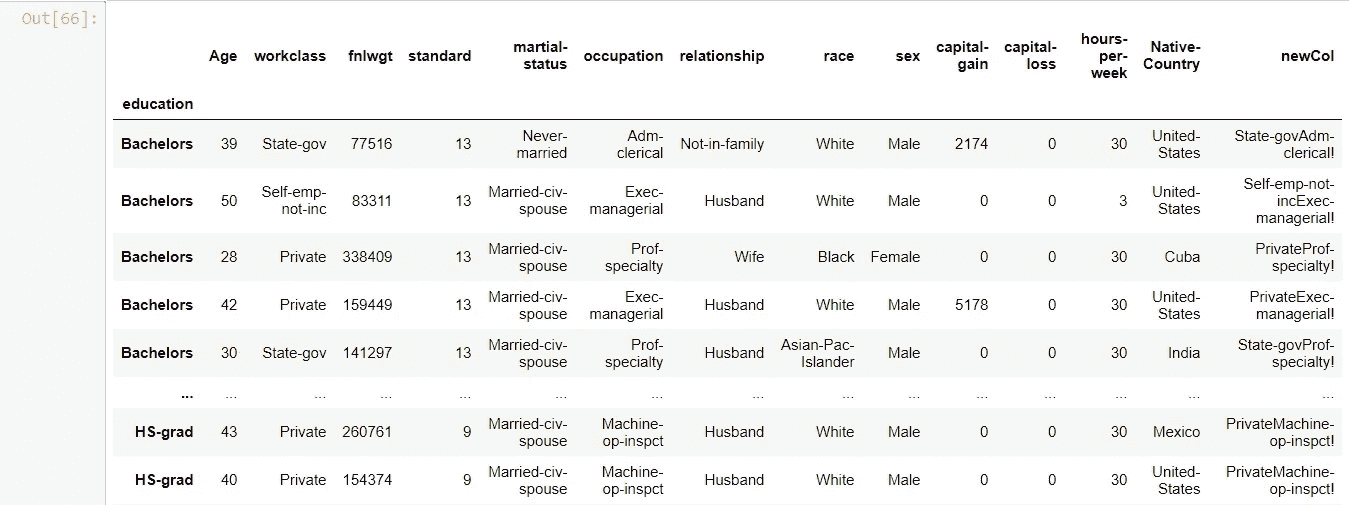 Out[66]:
Age workclass fnlwgt standard martial-status occupation relationship race sex capital-gain capital-loss hours-per-week Native-Country newCol
education
Bachelors 39 State-gov 77516 13 Never-married Adm-clerical Not-in-family White Male 2174 0 30 United-States State-govAdm-clerical!
Bachelors 50 Self-emp-not-inc 83311 13 Married-civ-spouse Exec-managerial Husband White Male 0 0 3 United-States Self-emp-not-incExec-managerial!
Bachelors 28 Private 338409 13 Married-civ-spouse Prof-specialty Wife Black Female 0 0 30 Cuba PrivateProf-specialty!
Bachelors 42 Private 159449 13 Married-civ-spouse Exec-managerial Husband White Male 5178 0 30 United-States PrivateExec-managerial!
Bachelors 30 State-gov 141297 13 Married-civ-spouse Prof-specialty Husband Asian-Pac-Islander Male 0 0 30 India State-govProf-specialty!
... ... ... ... ... ... ... ... ... ... ... ... ... ... ...
HS-grad 43 Private 260761 9 Married-civ-spouse Machine-op-inspct Husband White Male 0 0 30 Mexico PrivateMachine-op-inspct!
HS-grad 40 Private 154374 9 Married-civ-spouse Machine-op-inspct Husband White Male 0 0 30 United-States PrivateMachine-op-inspct!